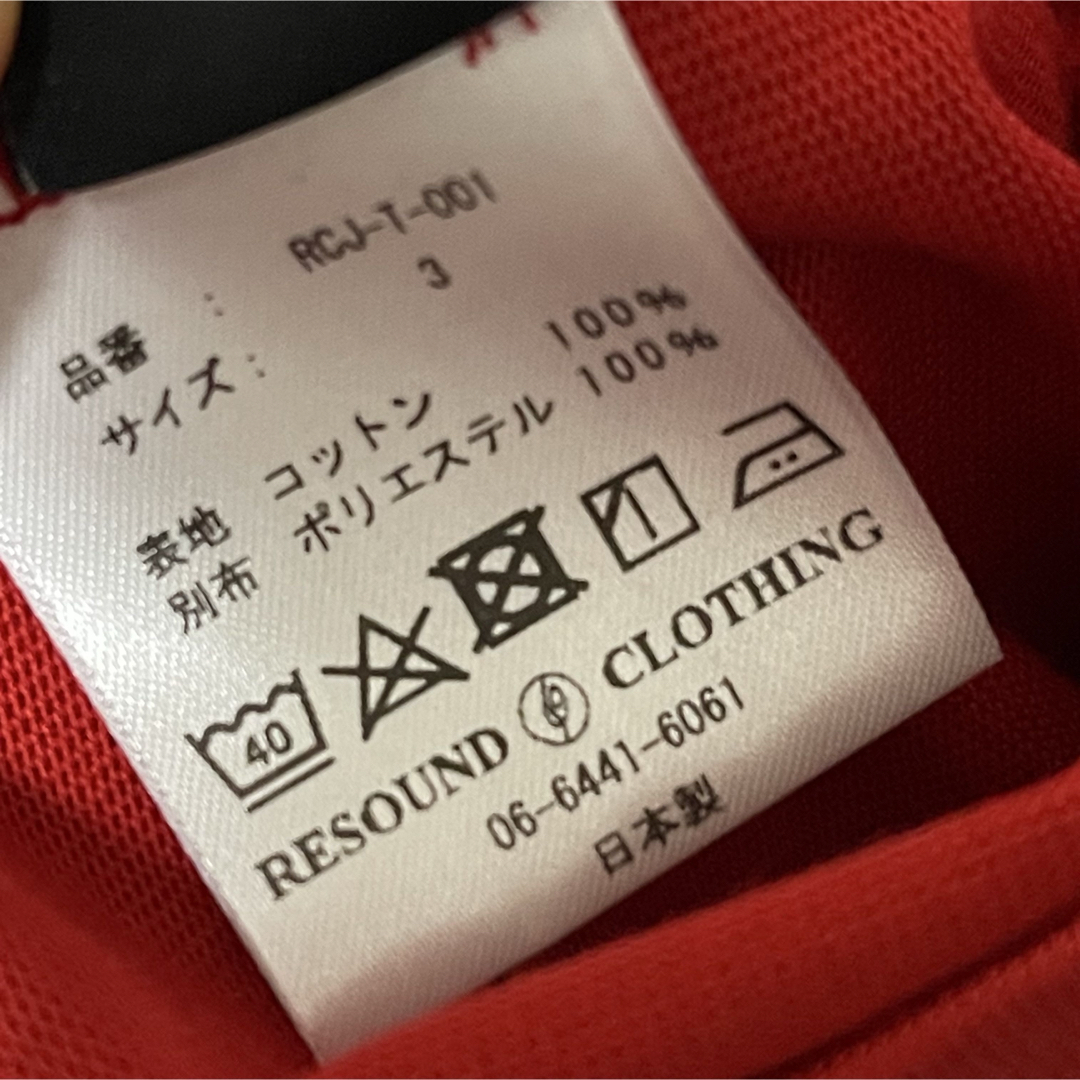 品番 : RCJ-T-001
サイズ : 3
表地 コットン 100%
別布 ポリエステル 100%
40
RESOUND CLOTHING
06-6441-6061
日本製